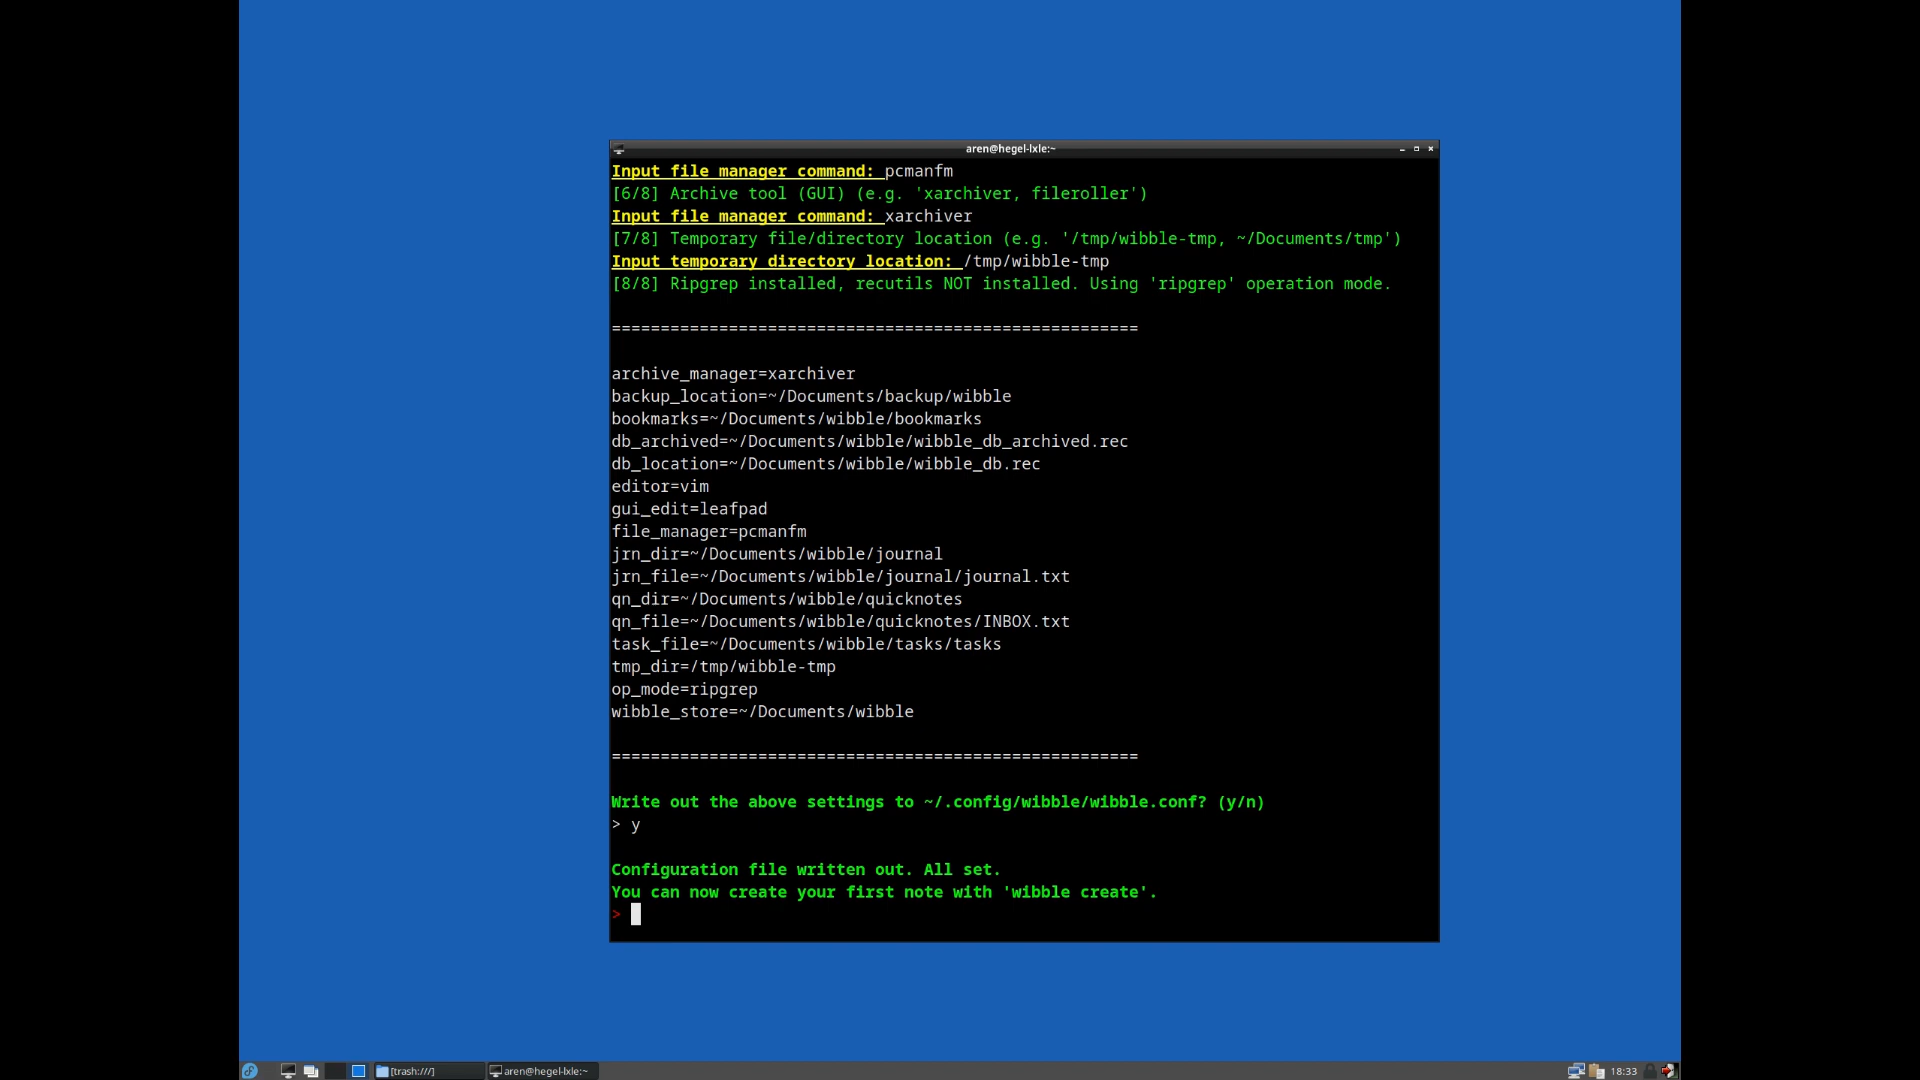 aren@hegel-lxle:~
Input file manager command: pcmanfm
[6/8] Archive tool (GUI) (e.g. 'xarchiver, fileroller')
Input file manager command: xarchiver
[7/8] Temporary file/directory location (e.g. '/tmp/wibble-tmp, ~/Documents/tmp')
Input temporary directory location: /tmp/wibble-tmp
[8/8] Ripgrep installed, recutils NOT installed. Using 'ripgrep' operation mode.
======================================================
archive_manager=xarchiver
backup_location=~/Documents/backup/wibble
bookmarks=~/Documents/wibble/bookmarks
db_archived=~/Documents/wibble/wibble_db_archived.rec
db_location=~/Documents/wibble/wibble_db.rec
editor=vim
gui_edit=leafpad
file_manager=pcmanfm
jrn_dir=~/Documents/wibble/journal
jrn_file=~/Documents/wibble/journal/journal.txt
qn_dir=~/Documents/wibble/quicknotes
qn_file=~/Documents/wibble/quicknotes/INBOX.txt
task_file=~/Documents/wibble/tasks/tasks
tmp_dir=/tmp/wibble-tmp
op_mode=ripgrep
wibble_store=~/Documents/wibble
======================================================
Write out the above settings to ~/.config/wibble/wibble.conf? (y/n)
> y
Configuration file written out. All set.
You can now create your first note with 'wibble create'.
>
[trash:///]
aren@hegel-lxle:~
18:33